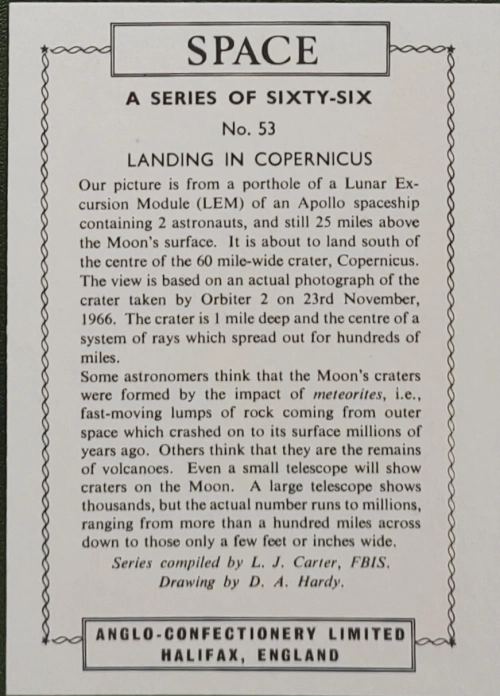 SPACE
A SERIES OF SIXTY-SIX
No. 53
LANDING IN COPERNICUS
Our picture is from a porthole of a Lunar Ex-
cursion Module (LEM) of an Apollo spaceship
containing 2 astronauts, and still 25 miles above
the Moon's surface. It is about to land south of
the centre of the 60 mile-wide crater, Copernicus.
The view is based on an actual photograph of the
crater taken by Orbiter 2 on 23rd November,
1966. The crater is 1 mile deep and the centre of a
system of rays which spread out for hundreds of
miles.
Some astronomers think that the Moon's craters
were formed by the impact of meteorites, i.e.,
fast-moving lumps of rock coming from outer
space which crashed on to its surface millions of
years ago. Others think that they are the remains
of volcanoes. Even a small telescope will show
craters on the Moon. A large telescope shows
thousands, but the actual number runs to millions,
ranging from more than a hundred miles across
down to those only a few feet or inches wide.
Series compiled by L. J. Carter, FBIS.
Drawing by D. A. Hardy.
ANGLO-CONFECTIONERY LIMITED
HALIFAX, ENGLAND